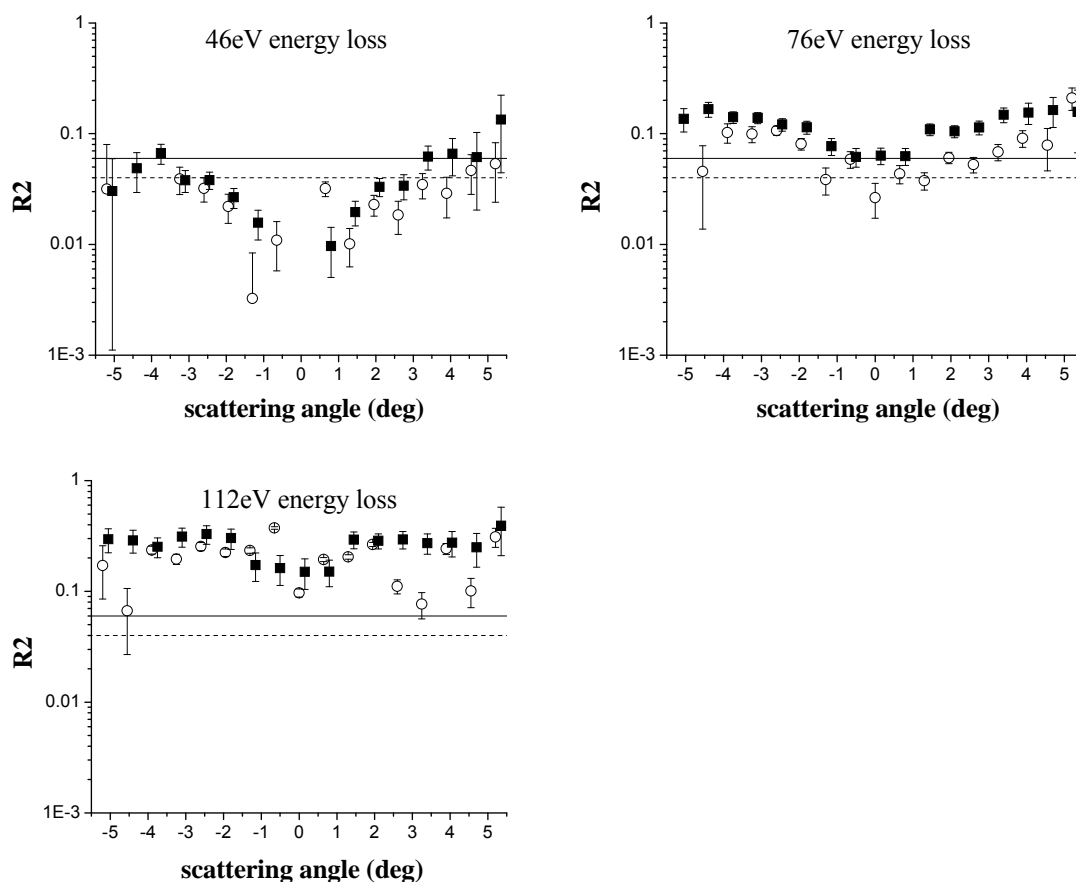 46eV energy loss
1
0.1
0.01
1E-3
R2
-5 -4 -3 -2 -1 0 1 2 3 4 5
scattering angle (deg)
76eV energy loss
1
0.1
0.01
1E-3
R2
-5 -4 -3 -2 -1 0 1 2 3 4 5
scattering angle (deg)
112eV energy loss
1
0.1
0.01
1E-3
R2
-5 -4 -3 -2 -1 0 1 2 3 4 5
scattering angle (deg)